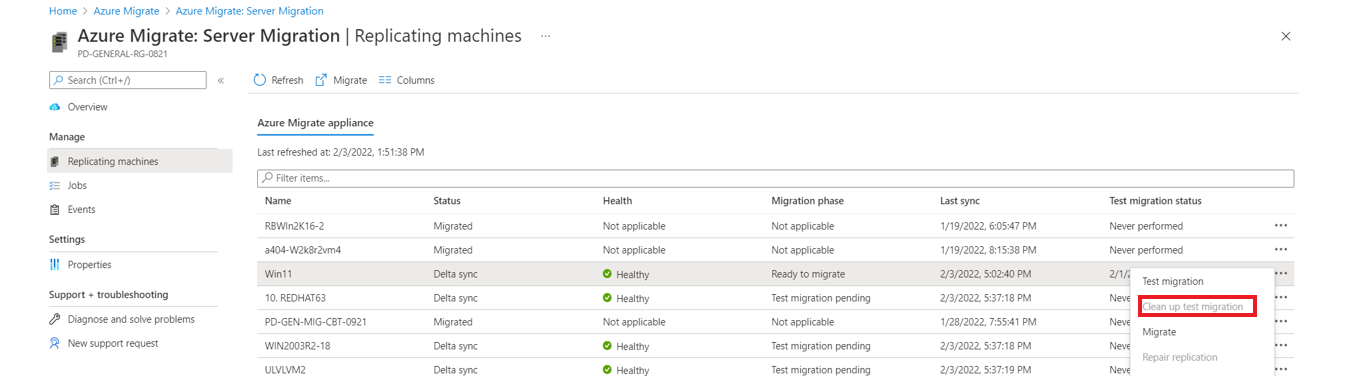 Home > Azure Migrate > Azure Migrate: Server Migration
Azure Migrate: Server Migration | Replicating machines ...
PD-GENERAL-RG-0821
Search (Ctrl+/) «
Refresh Migrate Columns
Overview
Manage
Replicating machines
Jobs
Events
Settings
Properties
Support + troubleshooting
Diagnose and solve problems
New support request
Azure Migrate appliance
Last refreshed at: 2/3/2022, 1:51:38 PM
Filter items...
Name Status Health Migration phase Last sync Test migration status
RBWIn2K16-2 Migrated Not applicable Not applicable 1/19/2022, 6:05:47 PM Never performed ...
a404-W2k8r2vm4 Migrated Not applicable Not applicable 1/19/2022, 8:15:38 PM Never performed ...
Win11 Delta sync Healthy Ready to migrate 2/3/2022, 5:02:40 PM 2/1/2 ...
10. REDHAT63 Delta sync Healthy Test migration pending 2/3/2022, 5:37:18 PM Neve ...
PD-GEN-MIG-CBT-0921 Migrated Not applicable Not applicable 1/28/2022, 7:55:41 PM Neve ...
WIN2003R2-18 Delta sync Healthy Test migration pending 2/3/2022, 5:37:18 PM Neve ...
ULVLVM2 Delta sync Healthy Test migration pending 2/3/2022, 5:37:19 PM Neve ...
Test migration
Clean up test migration
Migrate
Repair replication